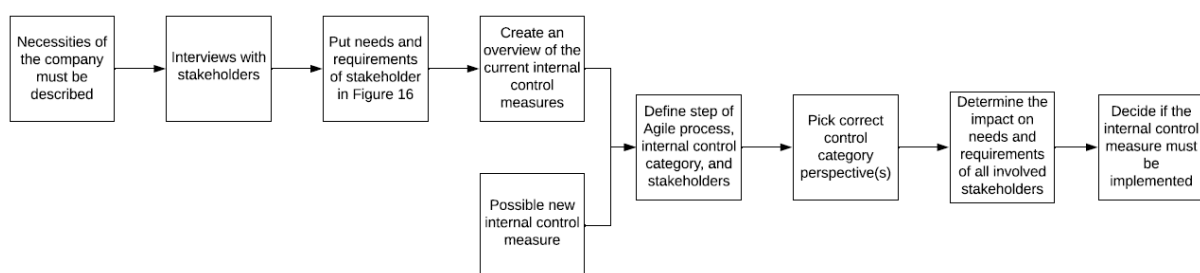 Necessities of
the company
must be
described
Interviews with
stakeholders
Put needs and
requirements
of stakeholder
in Figure 16
Create an
overview of the
current internal
control
measures
Possible new
internal control
measure
Define step of
Agile process,
internal control
category, and
stakeholders
Pick correct
control
category
perspective(s)
Determine the
impact on
needs and
requirements
of all involved
stakeholders
Decide if the
internal control
measure must
be
implemented